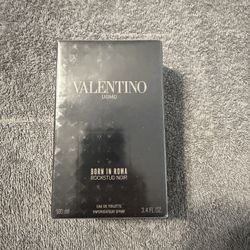 VALENTINO
UOMO
BORN IN ROMA
ROCKSTUD NOIR
EAU DE TOILETTE
100 ml VAPORISATEUR SPRAY 3.4 FL.OZ